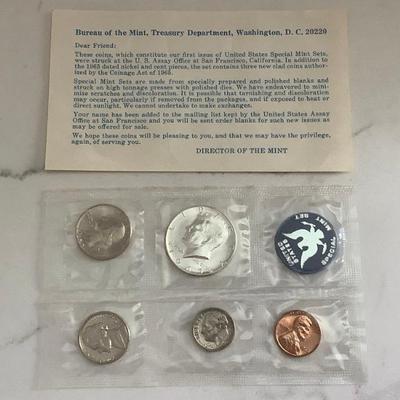 Bureau of the Mint, Treasury Department, Washington, D. C. 20220
Dear Friend:
These coins, which constitute our first issue of United States Special Mint Sets,
were struck at the U. S. Assay Office at San Francisco, California. In addition to
the 1965 dated nickel and cent pieces, the set contains three new clad coins author-
ized by the Coinage Act of 1965.
Special Mint Sets are made from specially prepared and polished blanks and
struck on high tonnage presses with polished dies. We have endeavored to mini-
mize scratches and discoloration. It is possible that tarnishing and discoloration
may occur, particularly if removed from the packages, and if exposed to heat or
direct sunlight. We cannot undertake to make exchanges.
Your name has been added to the mailing list kept by the United States Assay
Office at San Francisco and you will be sent order blanks for such new issues as
may be offered for sale.
We hope these coins will be pleasing to you, and that we may have the privilege,
again, of serving you.
DIRECTOR OF THE MINT
UNITED STATES
SPECIAL MINT SET